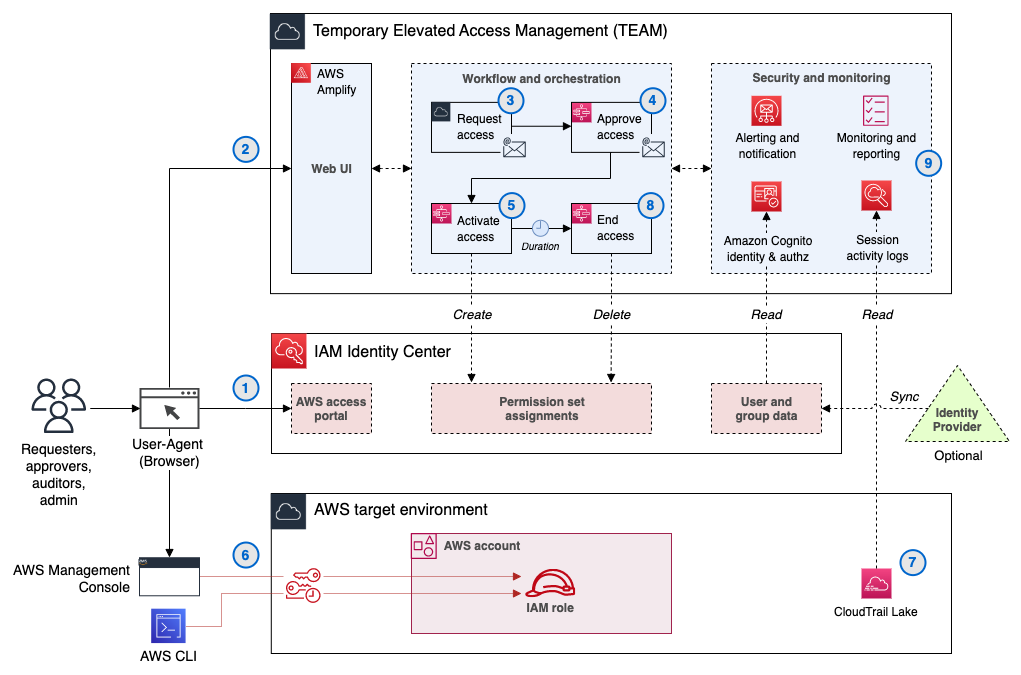 Temporary Elevated Access Management (TEAM)
AWS
Amplify
Web UI
Workflow and orchestration
3
Request
access
4
Approve
access
5
Activate
access
Duration
8
End
access
Security and monitoring
Alerting and
notification
Monitoring and
reporting
9
Amazon Cognito
identity & authz
Session
activity logs
2
Create
Delete
Read
Read
IAM Identity Center
1
AWS access
portal
Permission set
assignments
User and
group data
Sync
Identity
Provider
Optional
Requesters,
approvers,
auditors,
admin
User-Agent
(Browser)
AWS target environment
6
AWS account
IAM role
7
CloudTrail Lake
AWS Management
Console
AWS CLI